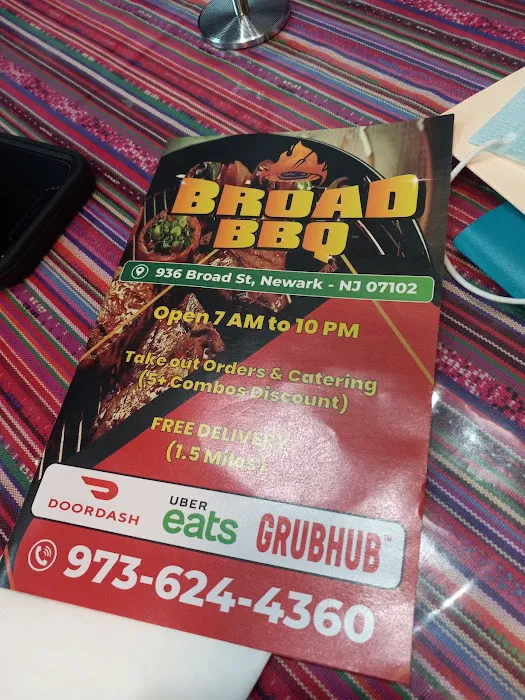 BROAD
BBQ
936 Broad St, Newark - NJ 07102
Open 7 AM to 10 PM
Take out Orders & Catering
(5+ Combos Discount)
FREE DELIVERY
(1.5 Miles)
DOORDASH
UBER
eats
GRUBHUB™
973-624-4360